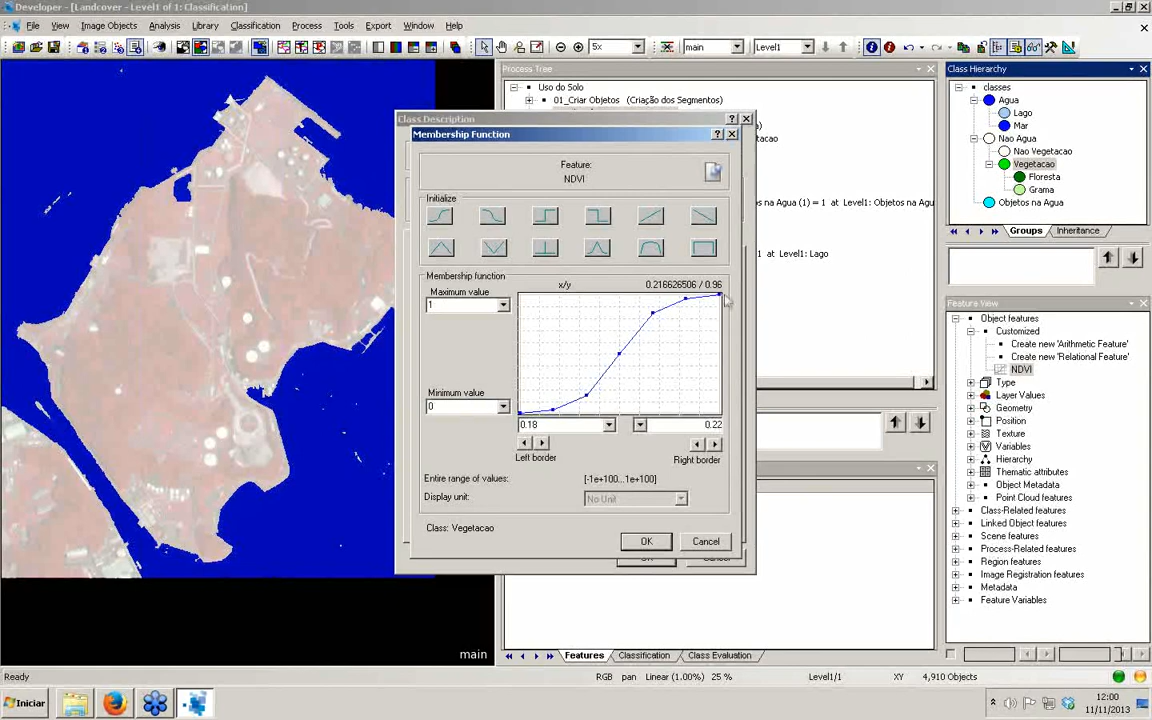 Developer - [Landcover - Level1 of 1: Classification]
File View Image Objects Analysis Library Classification Process Tools Export Window Help
5x main Level1
Process Tree
Uso do Solo
01_Criar Objetos (Criação dos Segmentos)
Class Description
Membership Function
Feature:
NDVI
Initialize
Membership function
x/y 0.216626506 / 0.96
Maximum value
1
Minimum value
0
0.18 0.22
Left border Right border
Entire range of values: [-1e+100...1e+100]
Display unit: No Unit
Class: Vegetacao
OK Cancel
os na Agua (1) = 1 at Level1: Objetos na Agua
1 at Level1: Lago
Features Classification Class Evaluation
Class Hierarchy
classes
Agua
Lago
Mar
Nao Agua
Nao Vegetacao
Vegetacao
Floresta
Grama
Objetos na Agua
Groups Inheritance
Feature View
Object features
Customized
Create new 'Arithmetic Feature'
Create new 'Relational Feature'
NDVI
Type
Layer Values
Geometry
Position
Texture
Variables
Hierarchy
Thematic attributes
Object Metadata
Point Cloud features
Class-Related features
Linked Object features
Scene features
Process-Related features
Region features
Image Registration features
Metadata
Feature Variables
main
Ready RGB pan Linear (1.00%) 25 % Level1/1 XY 4,910 Objects
Iniciar
12:00
11/11/2013